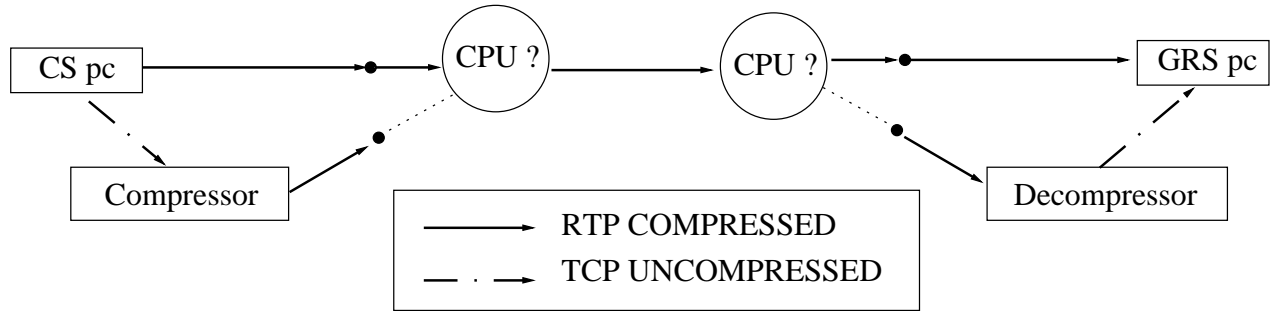 CS pc
CPU ?
CPU ?
GRS pc
Compressor
Decompressor
RTP COMPRESSED
TCP UNCOMPRESSED